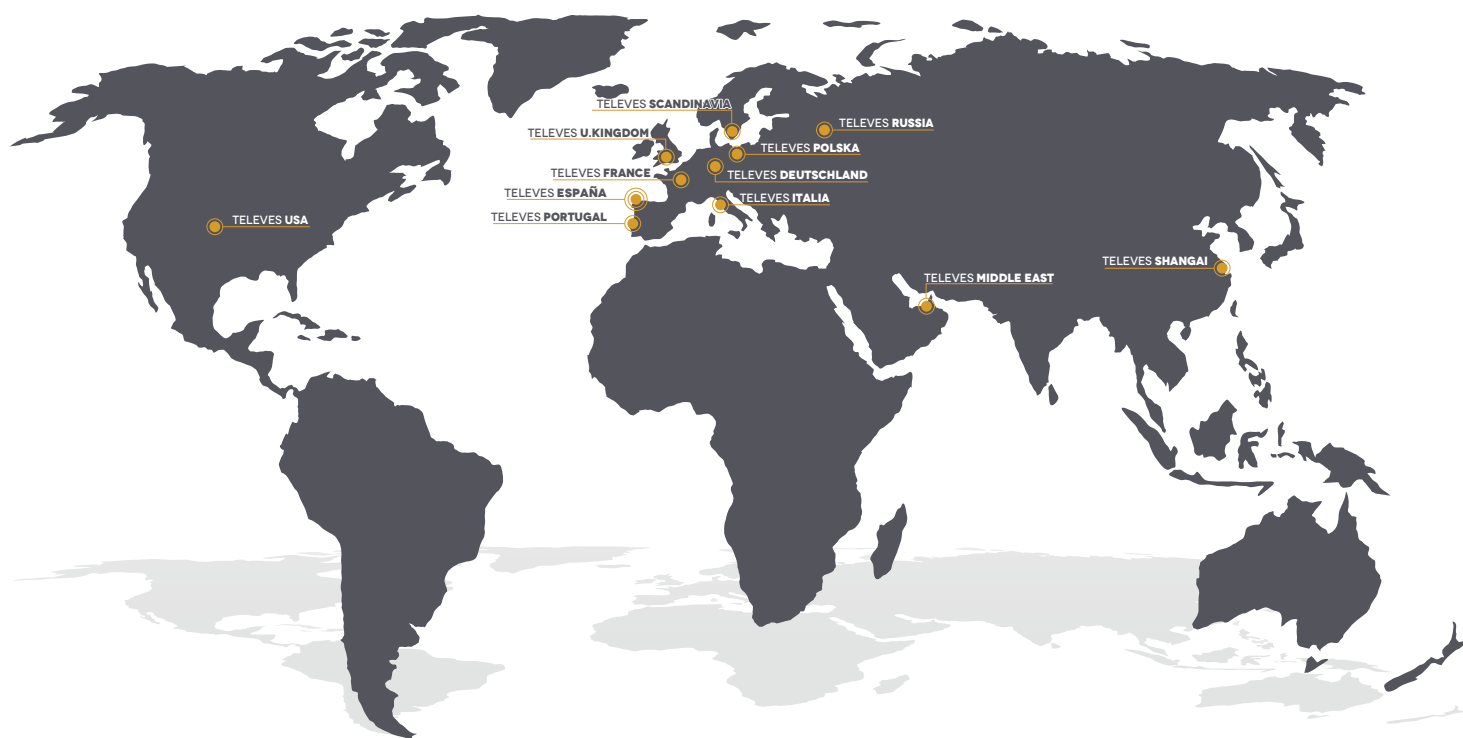 TELEVES SCANDINAVIA
TELEVES RUSSIA
TELEVES U.KINGDOM
TELEVES POLSKA
TELEVES FRANCE
TELEVES DEUTSCHLAND
TELEVES ESPAÑA
TELEVES ITALIA
TELEVES PORTUGAL
TELEVES USA
TELEVES SHANGAI
TELEVES MIDDLE EAST